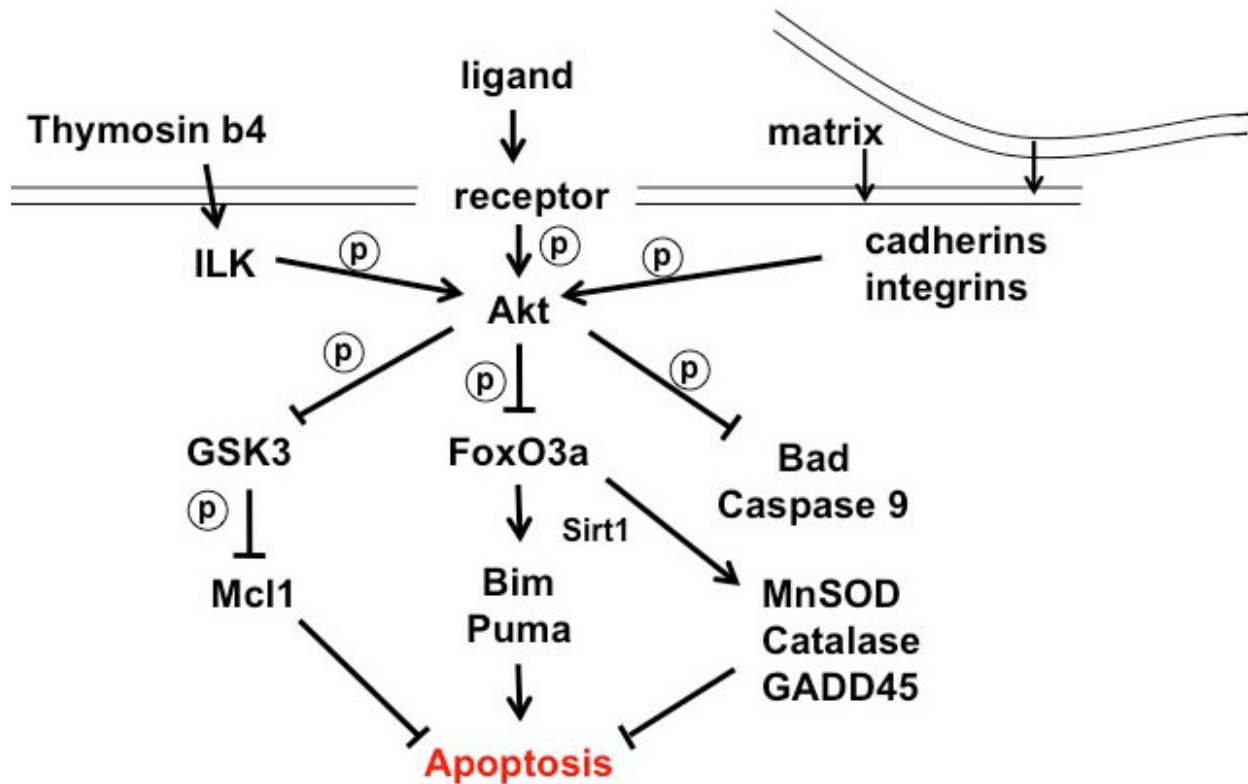 ligand
Thymosin b4
matrix
receptor
p
cadherins
integrins
ILK
p
p
Akt
p
p
p
GSK3
FoxO3a
Bad
Caspase 9
p
Sirt1
Mcl1
Bim
Puma
MnSOD
Catalase
GADD45
Apoptosis